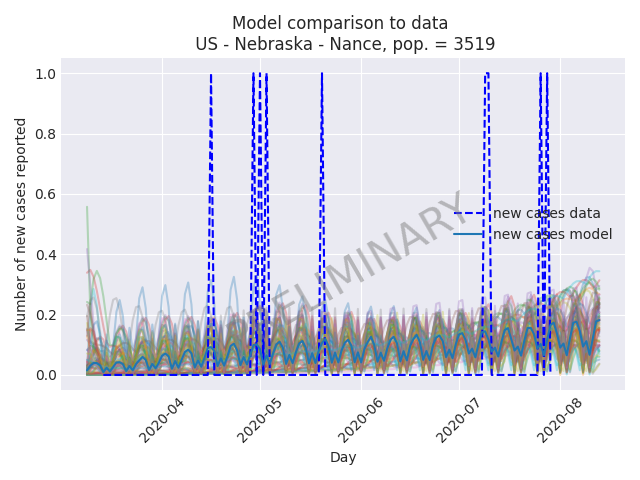 Model comparison to data
US - Nebraska - Nance, pop. = 3519
Number of new cases reported
1.0
0.8
0.6
0.4
0.2
0.0
PRELIMINARY
new cases data
new cases model
2020-04
2020-05
2020-06
2020-07
2020-08
Day